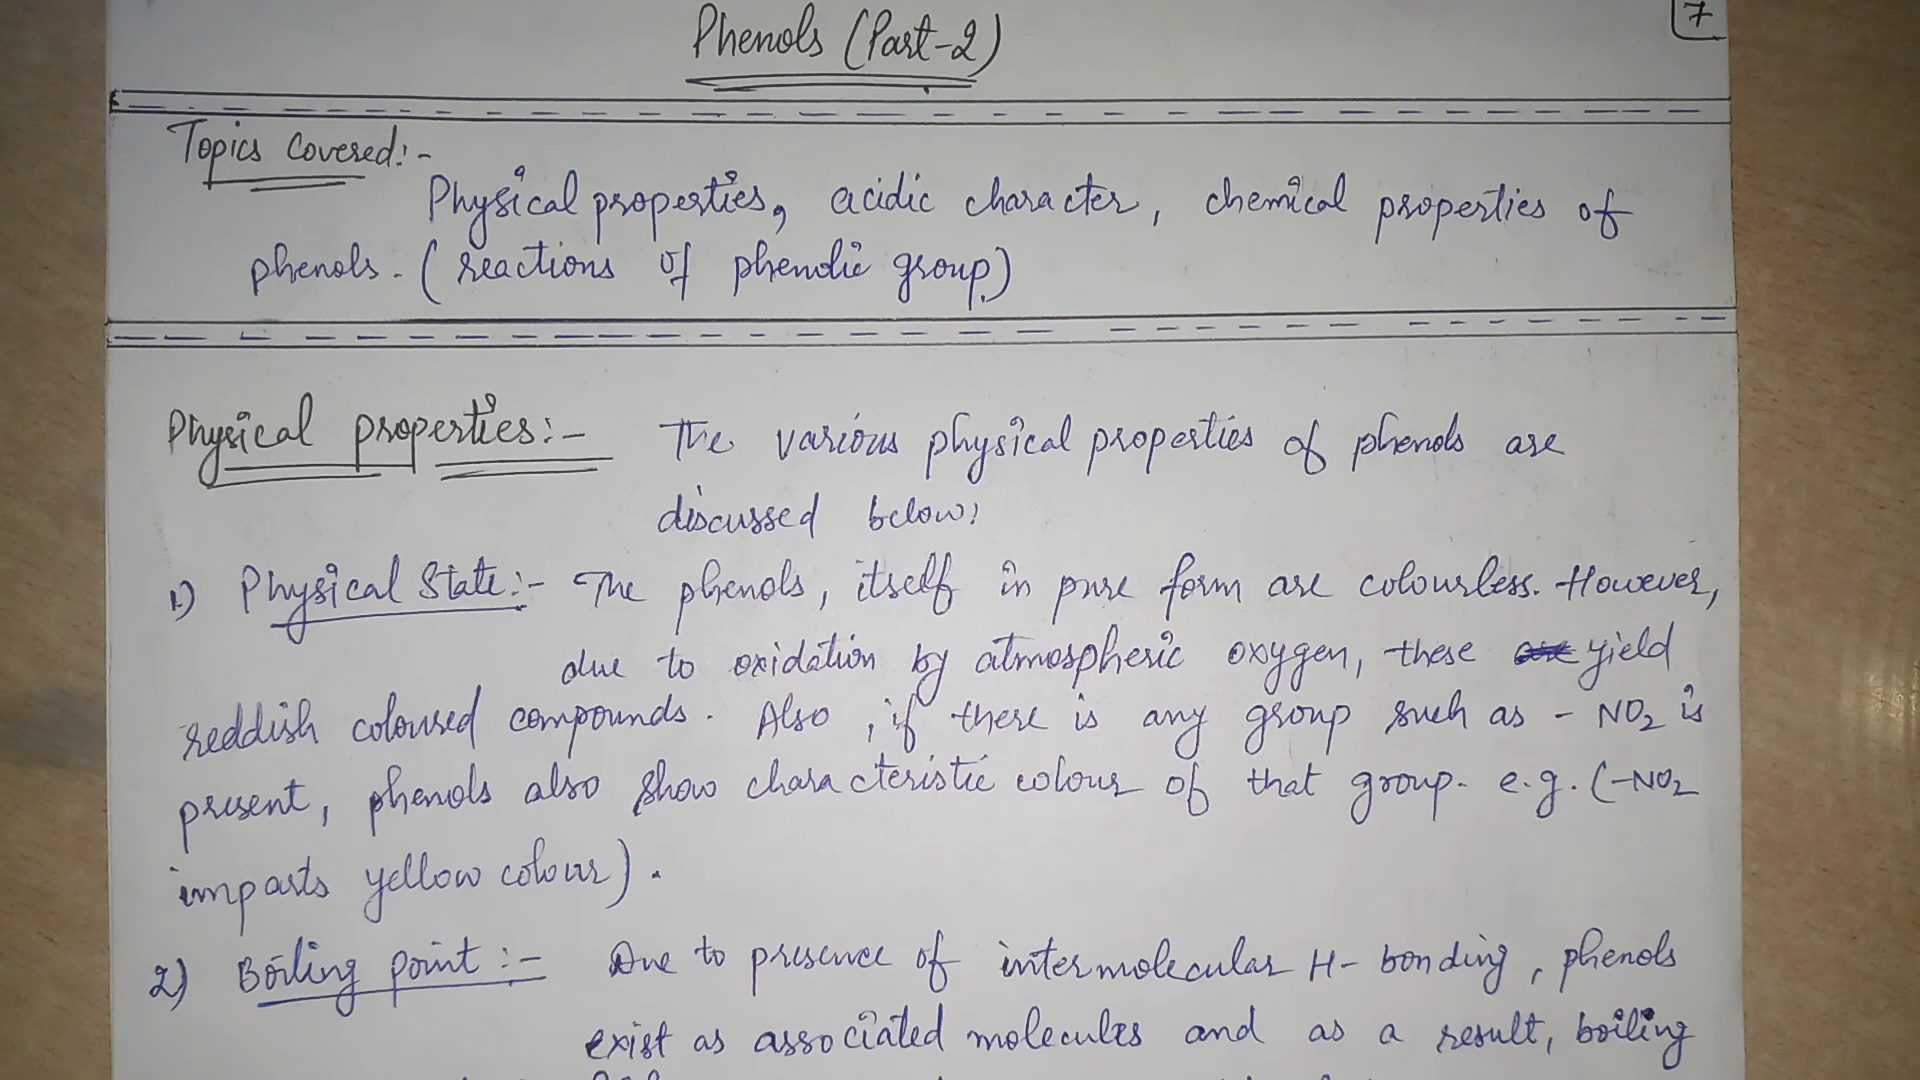 Phenols (Part-2)
7
Topics Covered:-
Physical properties, acidic character, chemical properties of
phenols. (reactions of phenolic group)
Physical properties:- The various physical properties of phenols are
discussed below:
1) Physical State:- The phenols, itself in pure form are colourless. However,
due to oxidation by atmospheric oxygen, these yield
reddish coloured compounds. Also, if there is any group such as - NO2 is
present, phenols also show characteristic colour of that group. e.g. (-NO2
imparts yellow colour).
2) Boiling point :- Due to presence of intermolecular H- bonding, phenols
exist as associated molecules and as a result, boiling